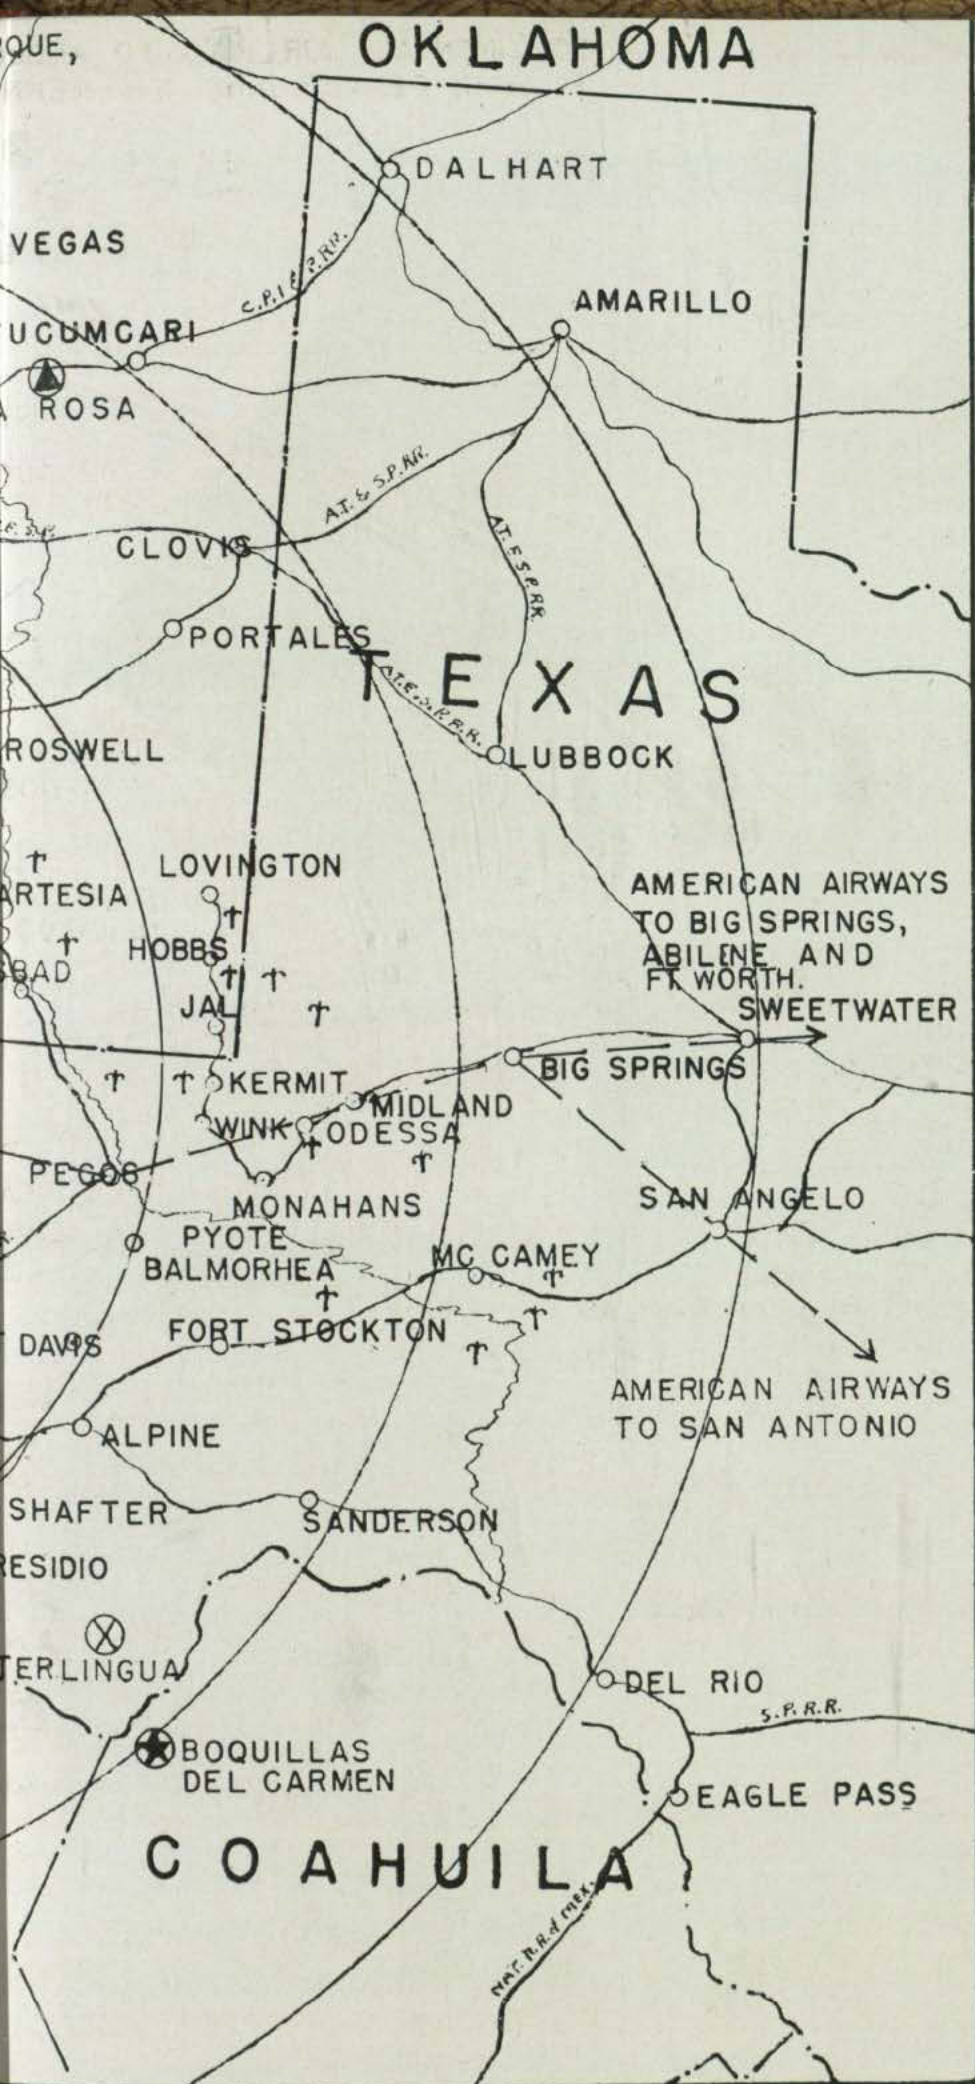 RQUE,
OKLAHOMA
DALHART
VEGAS
C.P.I & P.RR.
AMARILLO
UCUMCARI
ROSA
A.T. & S.P.RR.
A.T. & S.P.RR.
CLOVIS
PORTALES
TEXAS
A.T. & S.P.R.R.
LUBBOCK
ROSWELL
LOVINGTON
ARTESIA
AMERICAN AIRWAYS
TO BIG SPRINGS,
ABILENE AND
FT. WORTH.
HOBBS
SBAD
JAL
SWEETWATER
BIG SPRINGS
KERMIT
MIDLAND
WINK
ODESSA
PECOS
MONAHANS
SAN ANGELO
PYOTE
BALMORHEA
MC CAMEY
DAVIS
FORT STOCKTON
AMERICAN AIRWAYS
TO SAN ANTONIO
ALPINE
SHAFTER
SANDERSON
RESIDIO
TERLINGUA
DEL RIO
S.P.R.R.
BOQUILLAS
DEL CARMEN
EAGLE PASS
COAHUILA
NAT. R.R. of MEX.